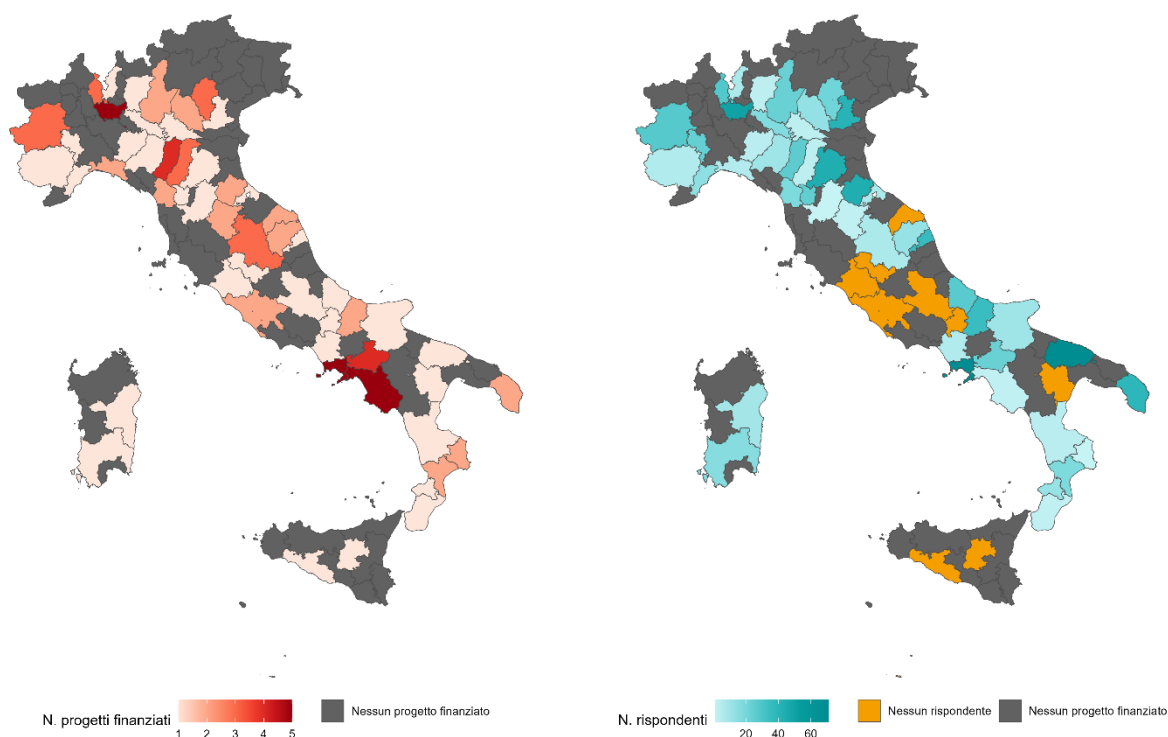 N. progetti finanziati
1 2 3 4 5
Nessun progetto finanziato
N. rispondenti
20 40 60
Nessun rispondente
Nessun progetto finanziato